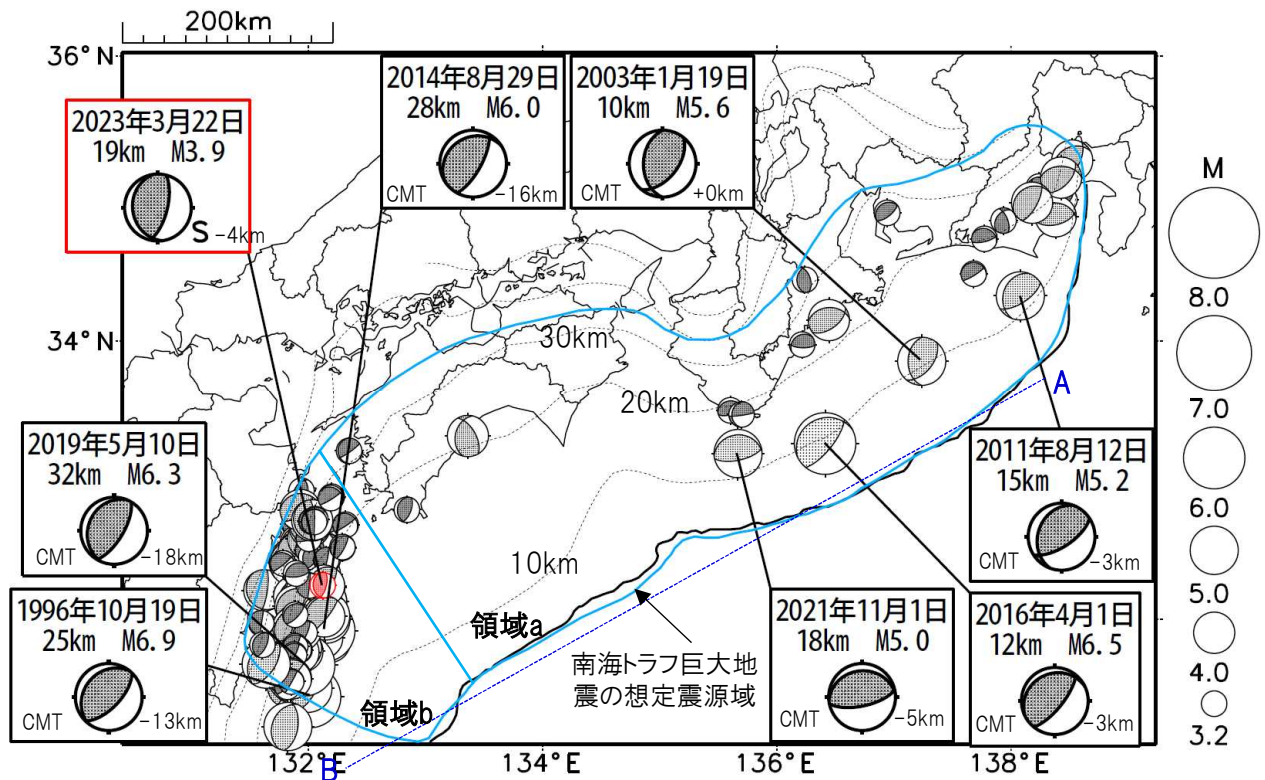 200km
36°N
34°N
2014年8月29日
28km M6.0
CMT
-16km
2003年1月19日
10km M5.6
CMT
+0km
2023年3月22日
19km M3.9
S -4km
M
8.0
7.0
6.0
5.0
4.0
3.2
30km
20km
10km
A
2019年5月10日
32km M6.3
CMT
-18km
2011年8月12日
15km M5.2
CMT
-3km
1996年10月19日
25km M6.9
CMT
-13km
領域a
領域b
南海トラフ巨大地
震の想定震源域
2021年11月1日
18km M5.0
CMT
-5km
2016年4月1日
12km M6.5
CMT
-3km
132°E
B
134°E
136°E
138°E